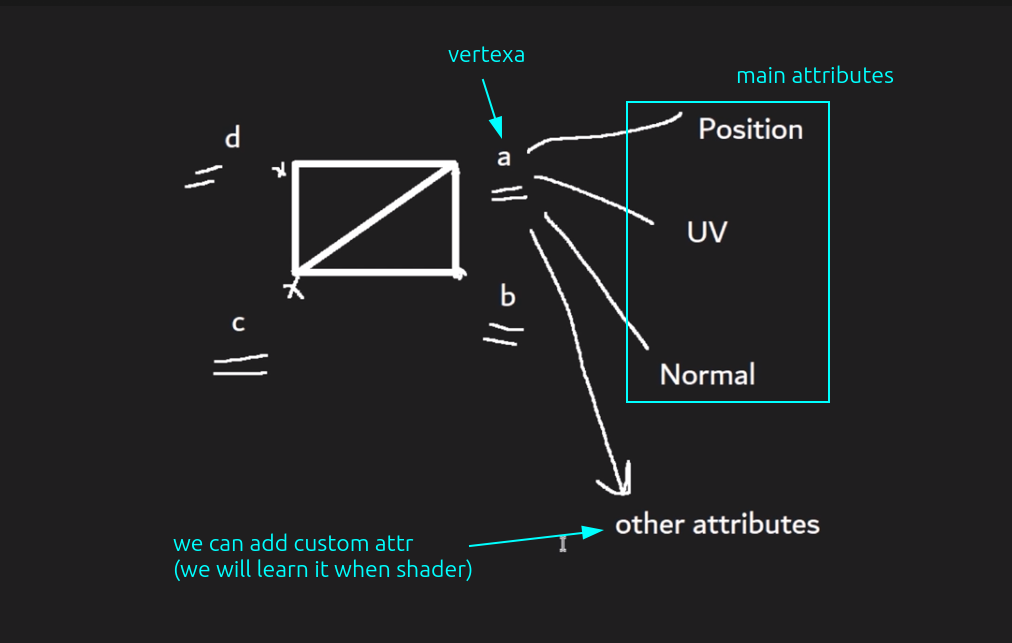 vertexa
main attributes
d
a
Position
UV
b
c
Normal
other attributes
we can add custom attr
(we will learn it when shader)